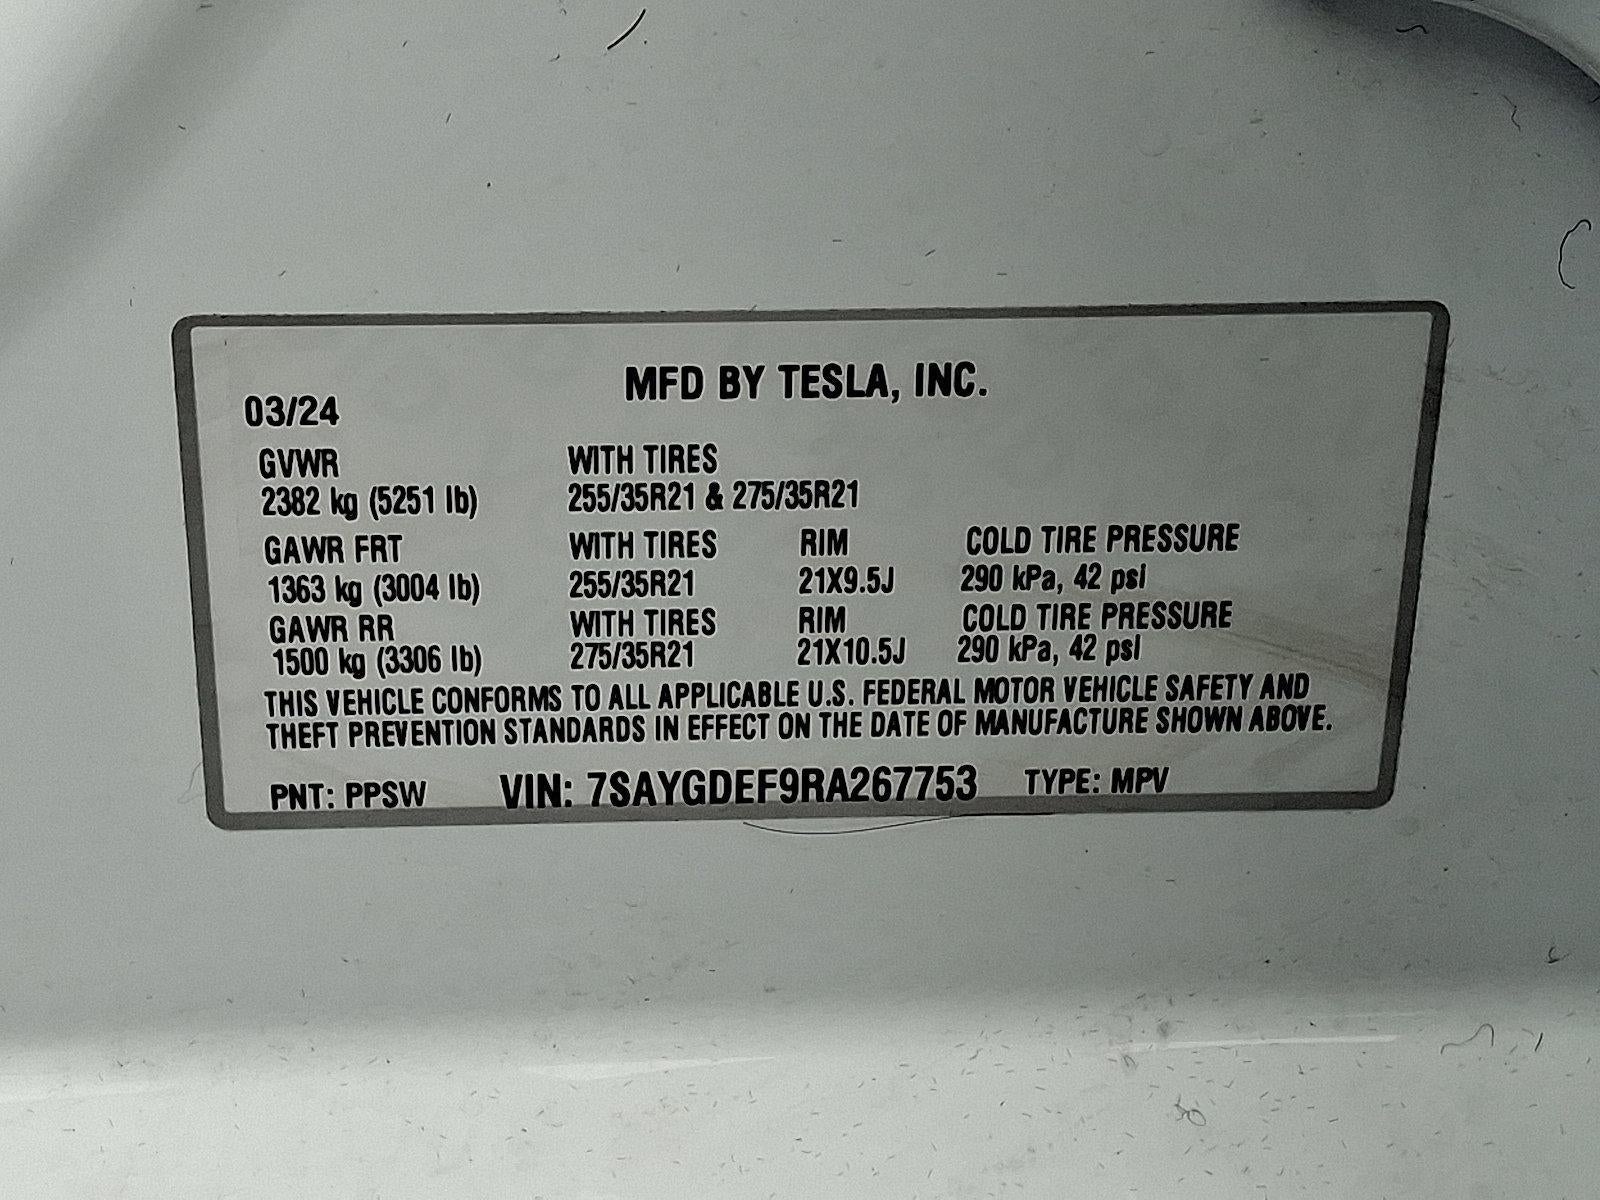 MFD BY TESLA, INC.
03/24
GVWR WITH TIRES
2382 kg (5251 lb) 255/35R21 & 275/35R21
GAWR FRT WITH TIRES RIM COLD TIRE PRESSURE
1363 kg (3004 lb) 255/35R21 21X9.5J 290 kPa, 42 psi
GAWR RR WITH TIRES RIM COLD TIRE PRESSURE
1500 kg (3306 lb) 275/35R21 21X10.5J 290 kPa, 42 psi
THIS VEHICLE CONFORMS TO ALL APPLICABLE U.S. FEDERAL MOTOR VEHICLE SAFETY AND
THEFT PREVENTION STANDARDS IN EFFECT ON THE DATE OF MANUFACTURE SHOWN ABOVE.
PNT: PPSW VIN: 7SAYGDEF9RA267753 TYPE: MPV